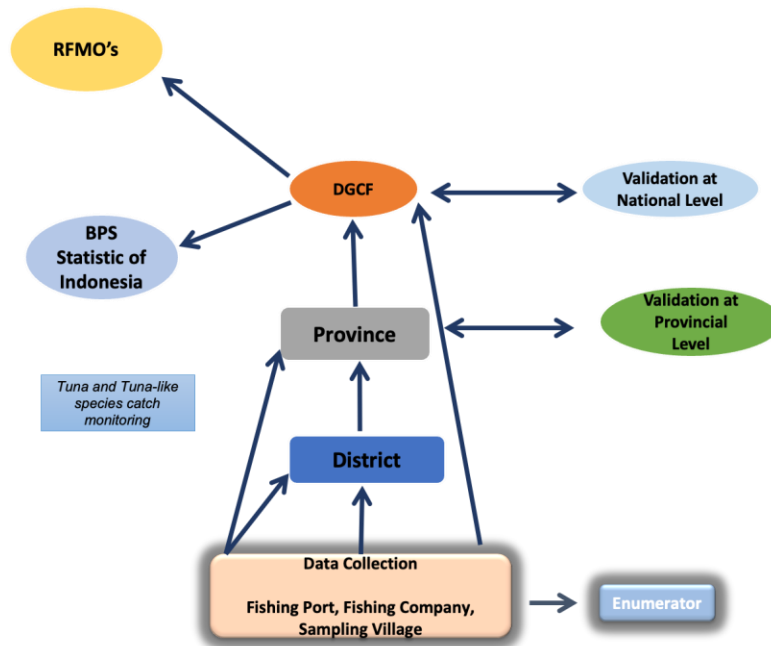 RFMO's
DGCF
Validation at
National Level
BPS
Statistic of
Indonesia
Validation at
Provincial
Level
Province
Tuna and Tuna-like
species catch
monitoring
District
Data Collection
Fishing Port, Fishing Company,
Sampling Village
Enumerator